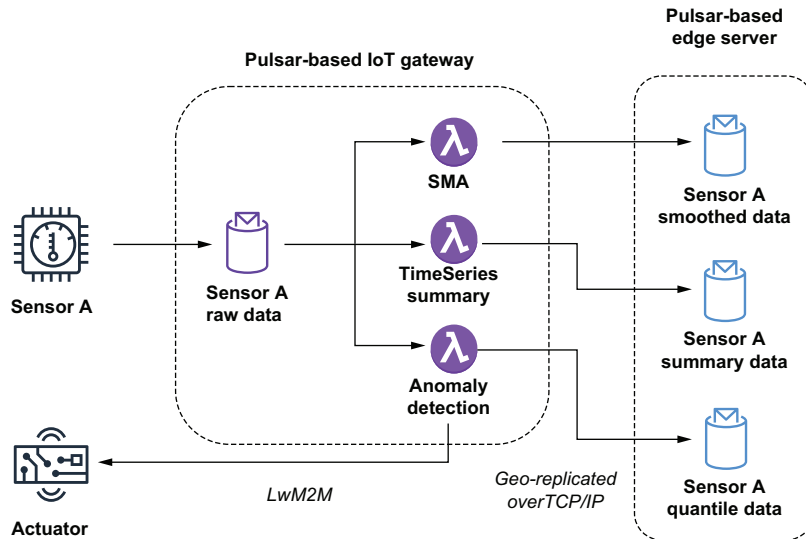 Pulsar-based
edge server
Pulsar-based IoT gateway
λ
SMA
Sensor A
smoothed data
Sensor A
Sensor A
raw data
λ
TimeSeries
summary
Sensor A
summary data
λ
Anomaly
detection
LwM2M
Geo-replicated
overTCP/IP
Actuator
Sensor A
quantile data